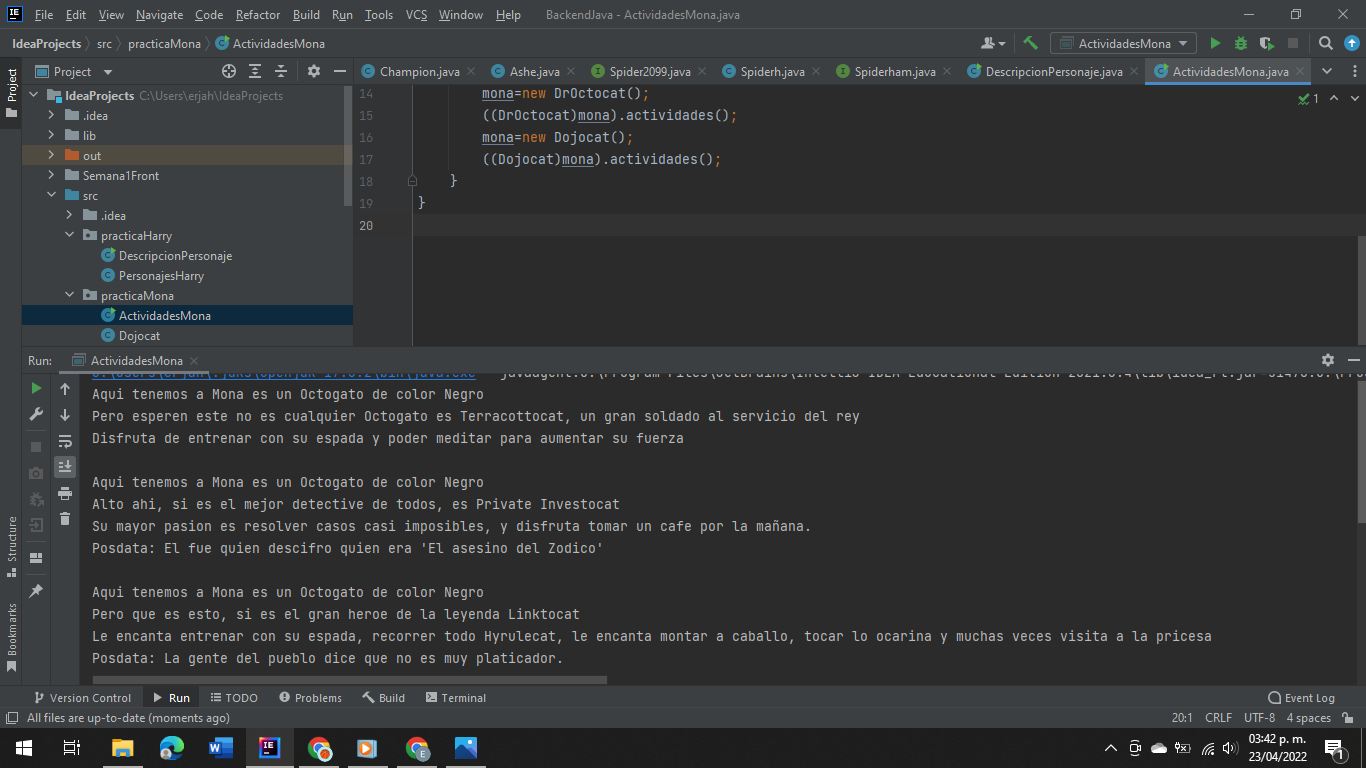 File Edit View Navigate Code Refactor Build Run Tools VCS Window Help BackendJava - ActividadesMona.java
IdeaProjects src practicaMona ActividadesMona
ActividadesMona
Project
Project
Champion.java Ashe.java Spider2099.java Spiderh.java Spiderham.java DescripcionPersonaje.java ActividadesMona.java
IdeaProjects C:\Users\erjah\IdeaProjects
.idea
lib
out
Semana1Front
src
.idea
practicaHarry
DescripcionPersonaje
PersonajesHarry
practicaMona
ActividadesMona
Dojocat
14 mona=new DrOctocat();
15 ((DrOctocat)mona).actividades();
16 mona=new Dojocat();
17 ((Dojocat)mona).actividades();
18 }
19 }
20
1
Run: ActividadesMona
Aqui tenemos a Mona es un Octogato de color Negro
Pero esperen este no es cualquier Octogato es Terracottocat, un gran soldado al servicio del rey
Disfruta de entrenar con su espada y poder meditar para aumentar su fuerza
Aqui tenemos a Mona es un Octogato de color Negro
Alto ahi, si es el mejor detective de todos, es Private Investocat
Su mayor pasion es resolver casos casi imposibles, y disfruta tomar un cafe por la mañana.
Posdata: El fue quien descifro quien era 'El asesino del Zodico'
Aqui tenemos a Mona es un Octogato de color Negro
Pero que es esto, si es el gran heroe de la leyenda Linktocat
Le encanta entrenar con su espada, recorrer todo Hyrulecat, le encanta montar a caballo, tocar lo ocarina y muchas veces visita a la pricesa
Posdata: La gente del pueblo dice que no es muy platicador.
Structure
Bookmarks
Version Control Run TODO Problems Build Terminal Event Log
All files are up-to-date (moments ago) 20:1 CRLF UTF-8 4 spaces
03:42 p. m.
23/04/2022
1